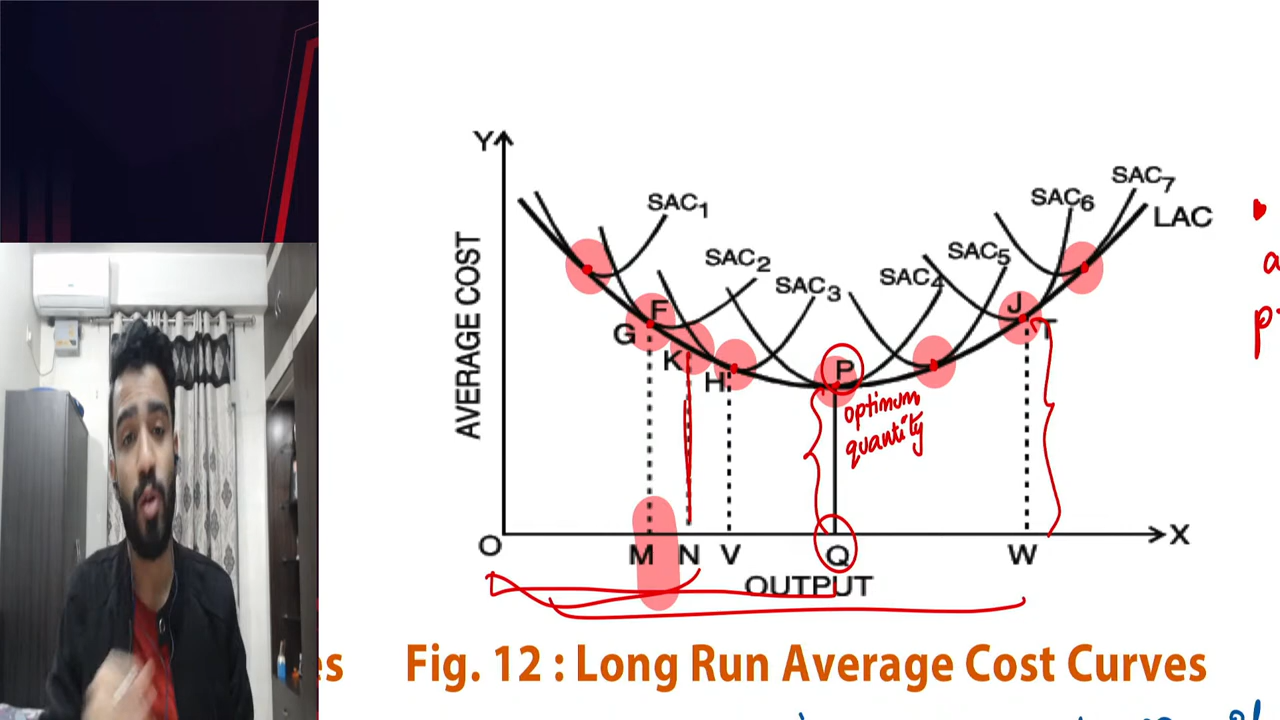 Y
SAC1
SAC2
SAC3
SAC4
SAC5
SAC6
SAC7
LAC
AVERAGE COST
F
G
K
H
P
J
T
optimum
quantity
O
M N V Q W
X
OUTPUT
Fig. 12 : Long Run Average Cost Curves